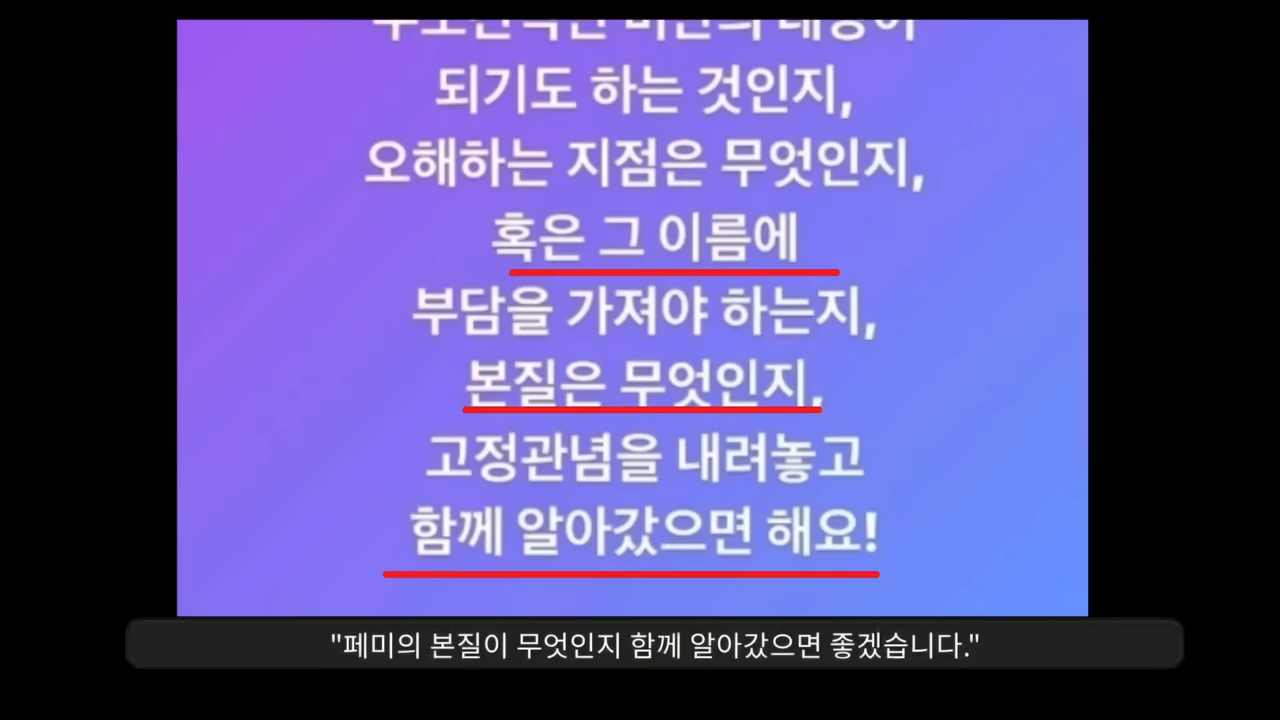 되기도 하는 것인지,
오해하는 지점은 무엇인지,
혹은 그 이름에
부담을 가져야 하는지,
본질은 무엇인지,
고정관념을 내려놓고
함께 알아갔으면 해요!
"페미의 본질이 무엇인지 함께 알아갔으면 좋겠습니다."